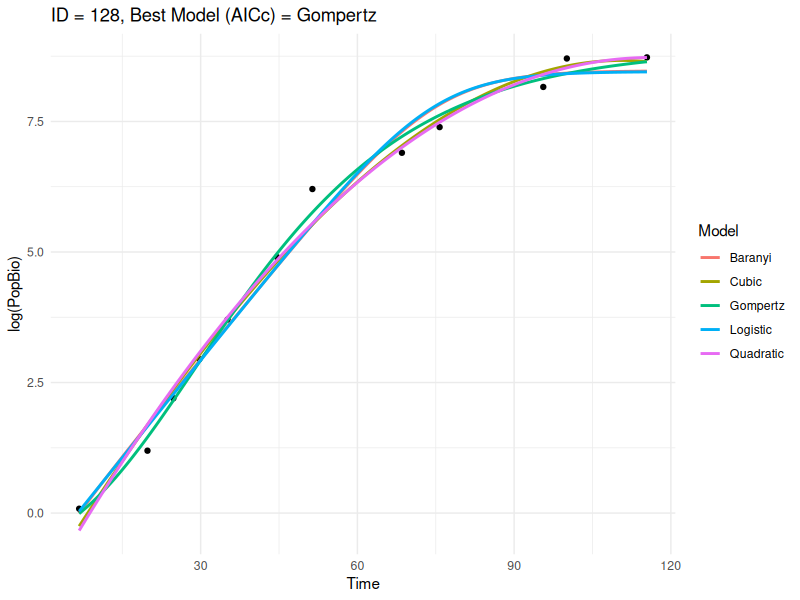 ID = 128, Best Model (AICc) = Gompertz
log(PopBio)
7.5
5.0
2.5
0.0
30
60
90
120
Time
Model
Baranyi
Cubic
Gompertz
Logistic
Quadratic